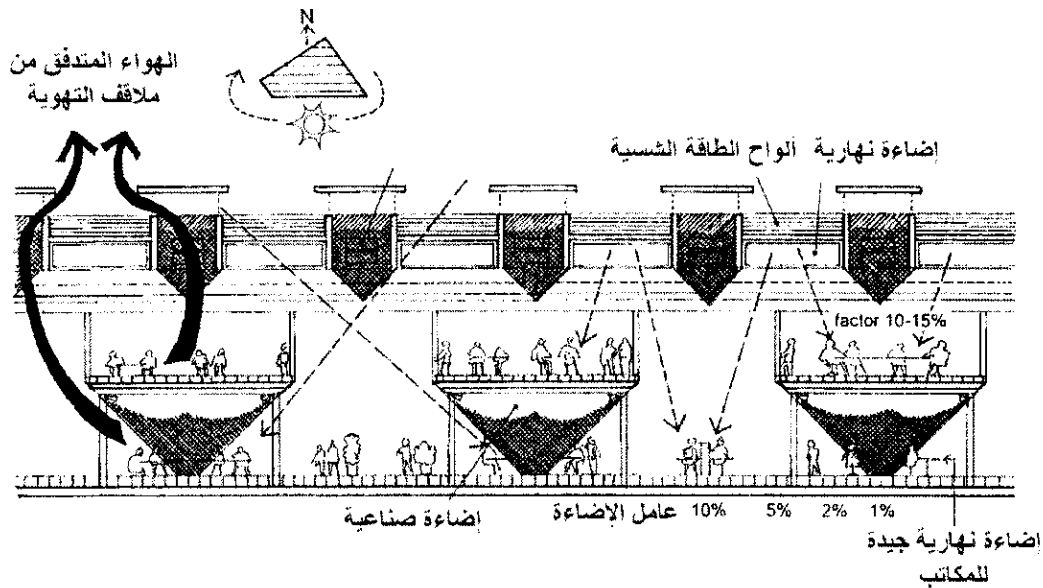 N
الهواء المتدفق من
ملاقف التهوية
إضاءة نهارية
ألواح الطاقة الشسية
factor 10-15%
إضاءة صناعية
عامل الإضاءة 10% 5% 2% 1%
إضاءة نهارية جيدة
للمكاتب